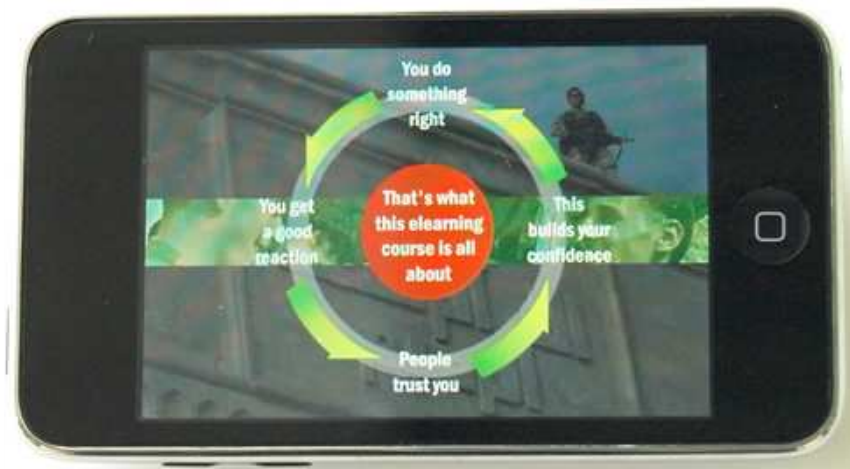 You do
something
right
You get
a good
reaction
That's what
this elearning
course is all
about
This
builds your
confidence
People
trust you